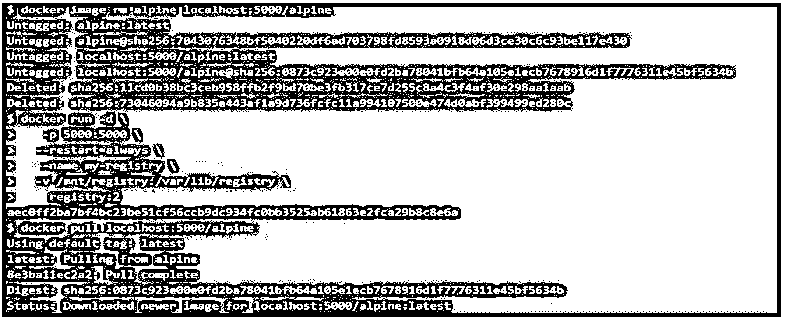 $ docker image rm alpine localhost:5000/alpine
Untagged: alpine:latest
Untagged: alpine@sha256:7043076348bf5040220df6ad703798fd8593a0918d06d3ce30c6c93be117e430
Untagged: localhost:5000/alpine:latest
Untagged: localhost:5000/alpine@sha256:0873c923e00e0fd2ba78041bfb64a105e1ecb7678916d1f7776311e45bf5634b
Deleted: sha256:11cd0b38bc3ceb958ffb2f9bd70be3fb317ce7d255c8a4c3f4af30e298aa1aab
Deleted: sha256:73046094a9b835e443af1a9d736fcfc11a994107500e474d0abf399499ed280c
$ docker run -d \
> -p 5000:5000 \
> --restart=always \
> --name my-registry \
> -v /mnt/registry:/var/lib/registry \
> registry:2
aec0ff2ba7bf4bc23be51cf56ccb9dc934fc0bb3525ab61863e2fca29b8c8e6a
$ docker pull localhost:5000/alpine
Using default tag: latest
latest: Pulling from alpine
8e3ba11ec2a2: Pull complete
Digest: sha256:0873c923e00e0fd2ba78041bfb64a105e1ecb7678916d1f7776311e45bf5634b
Status: Downloaded newer image for localhost:5000/alpine:latest